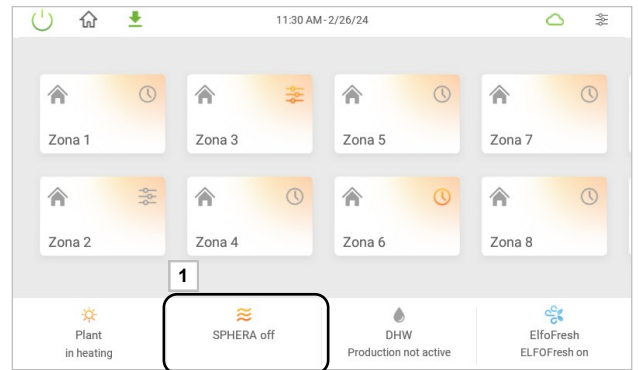 11:30 AM-2/26/24
Zona 1
Zona 3
Zona 5
Zona 7
Zona 2
Zona 4
Zona 6
Zona 8
1
Plant
in heating
SPHERA off
DHW
Production not active
ElfoFresh
ELFOFresh on